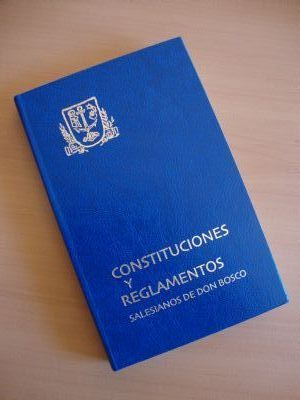 CONSTITUCIONES
Y
REGLAMENTOS
SALESIANOS DE DON BOSCO